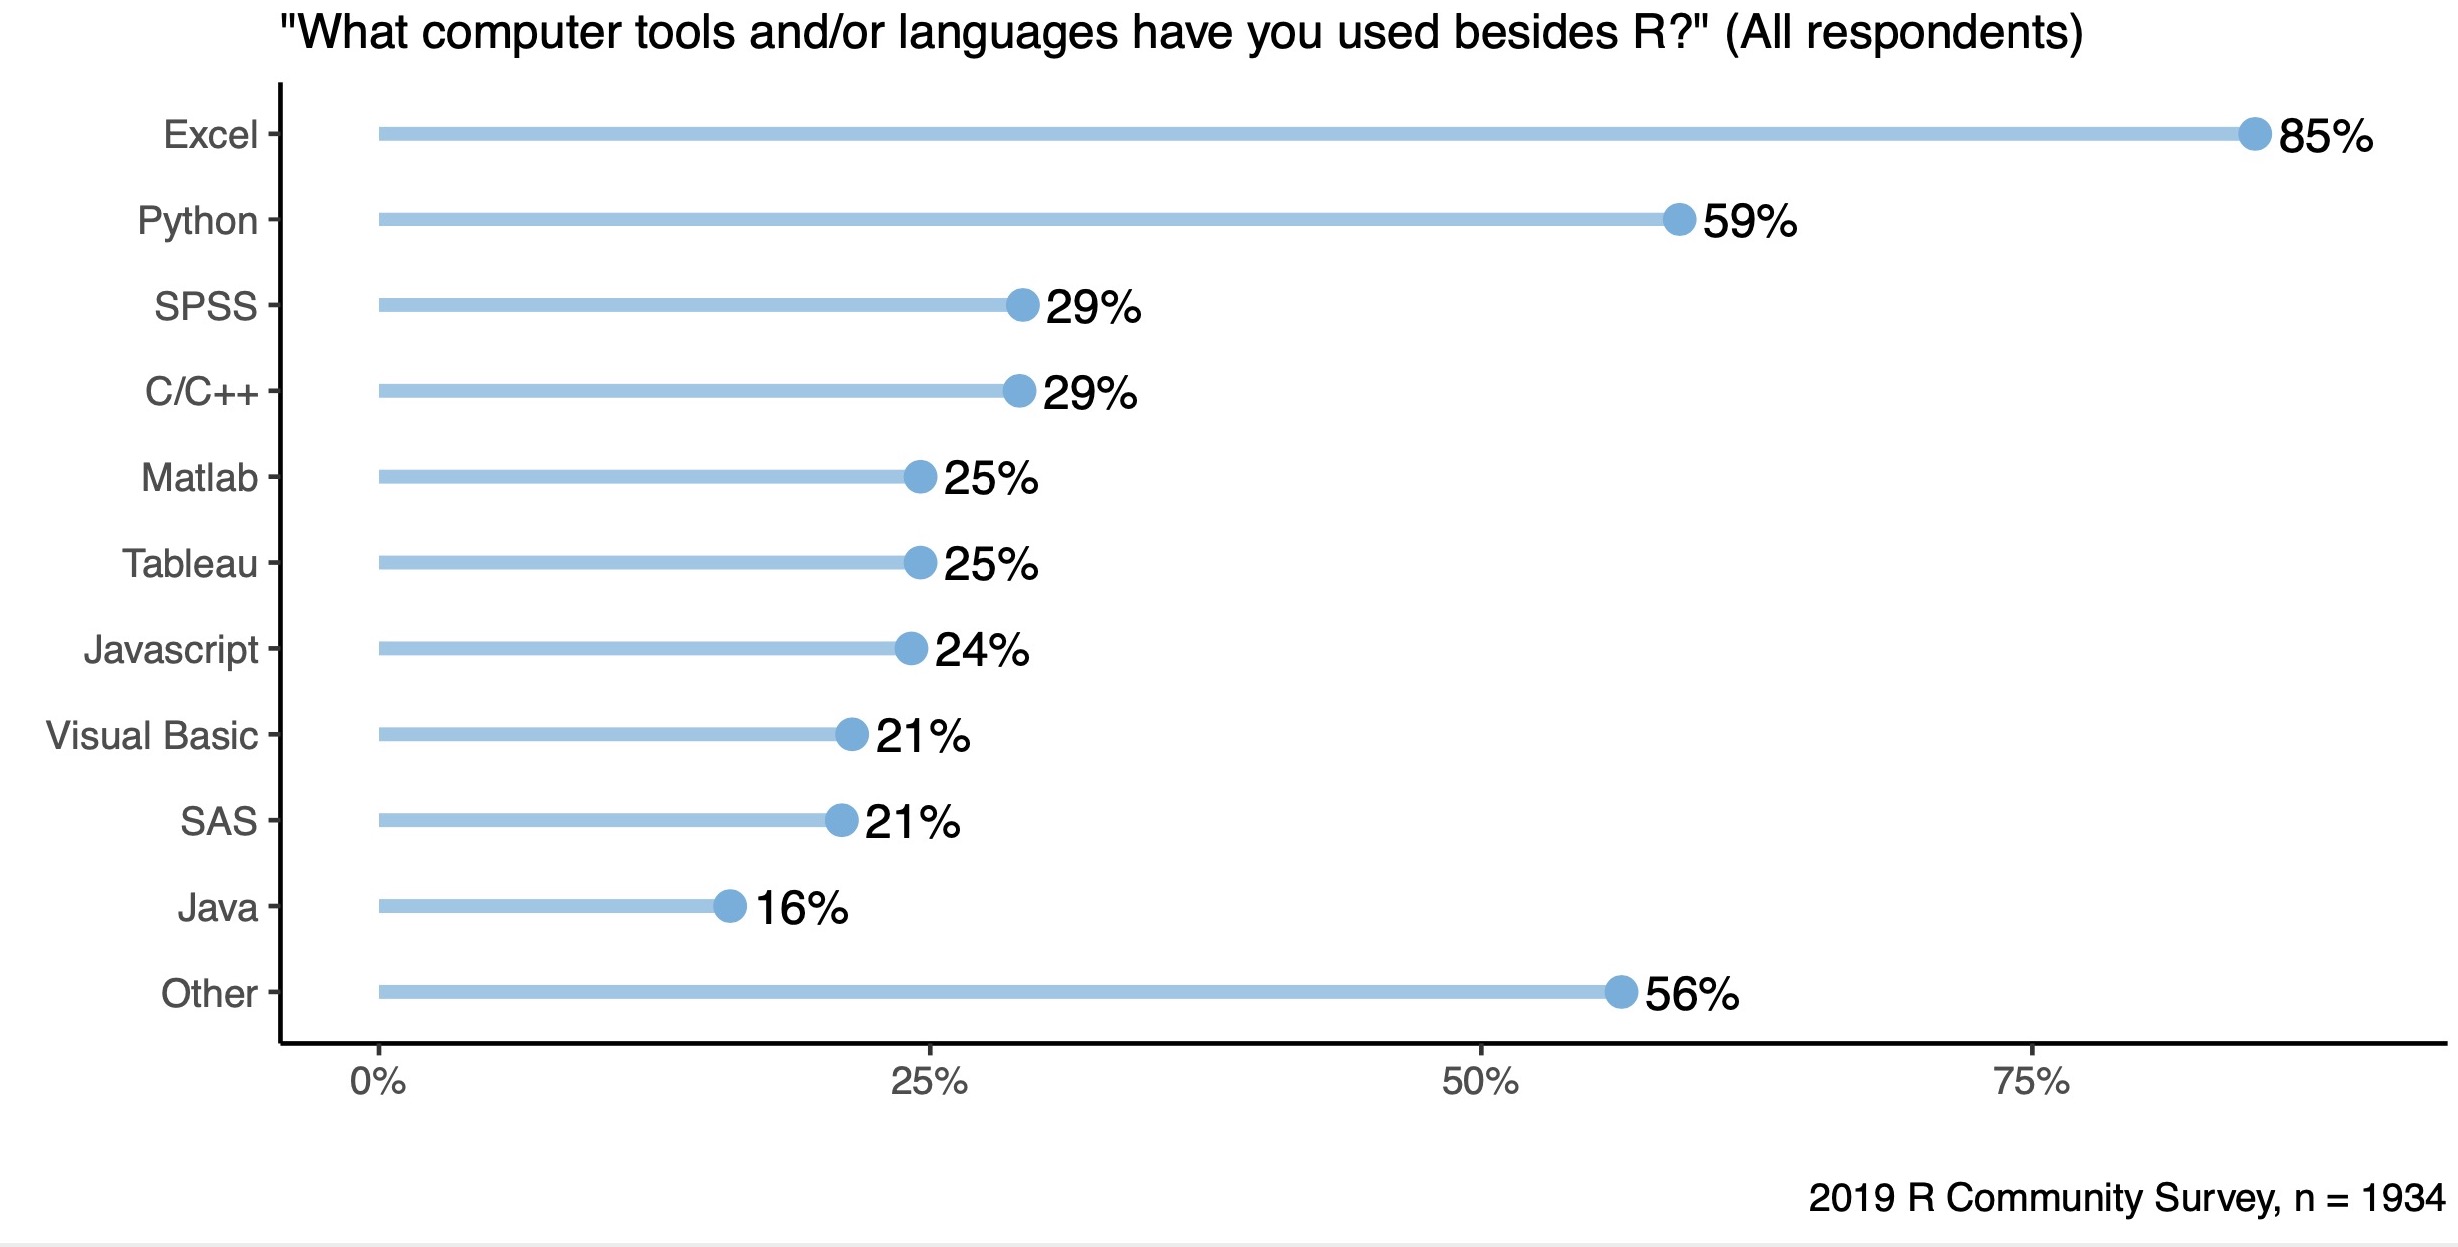 "What computer tools and/or languages have you used besides R?" (All respondents)
Excel 85%
Python 59%
SPSS 29%
C/C++ 29%
Matlab 25%
Tableau 25%
Javascript 24%
Visual Basic 21%
SAS 21%
Java 16%
Other 56%
0% 25% 50% 75%
2019 R Community Survey, n = 1934